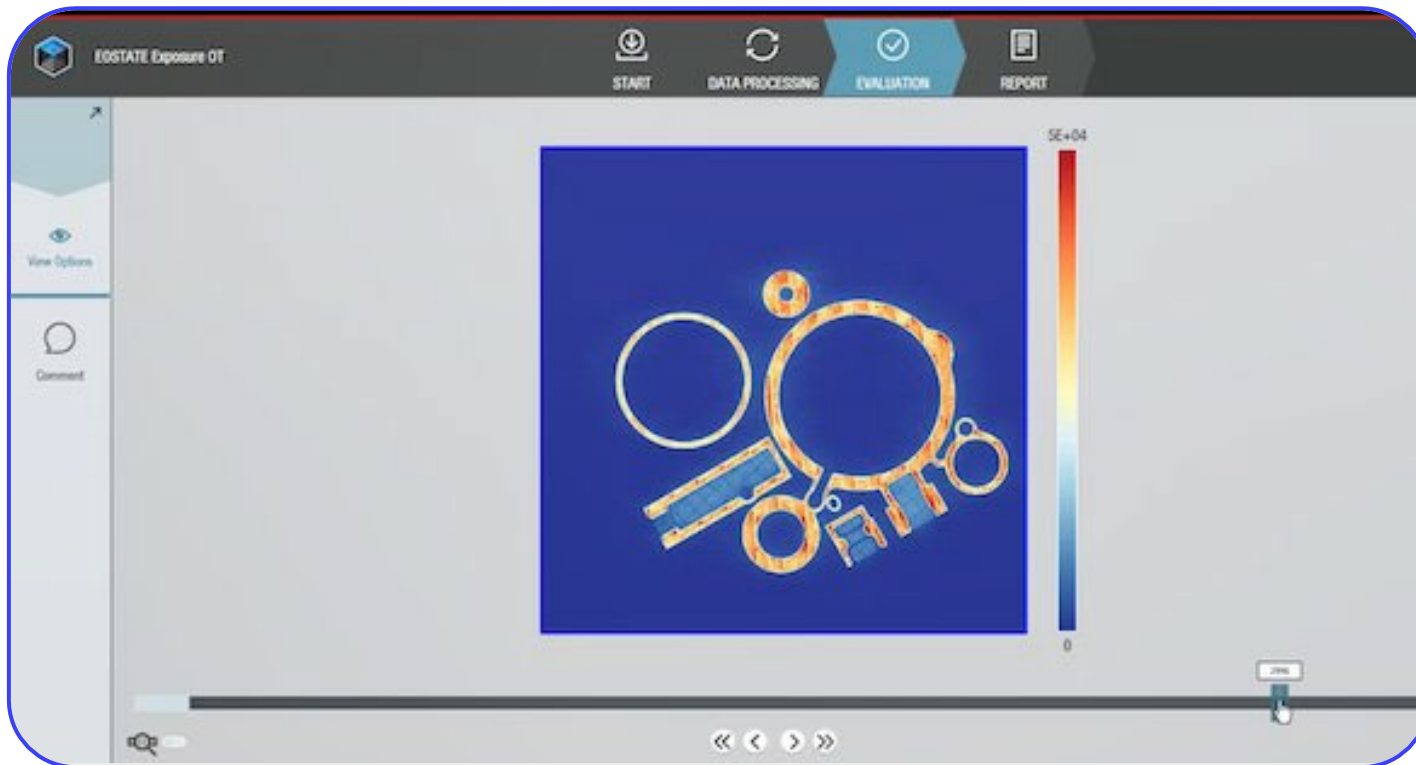 EOSTATE Exposure OT
START
DATA PROCESSING
EVALUATION
REPORT
5E+04
View Options
Comment
0